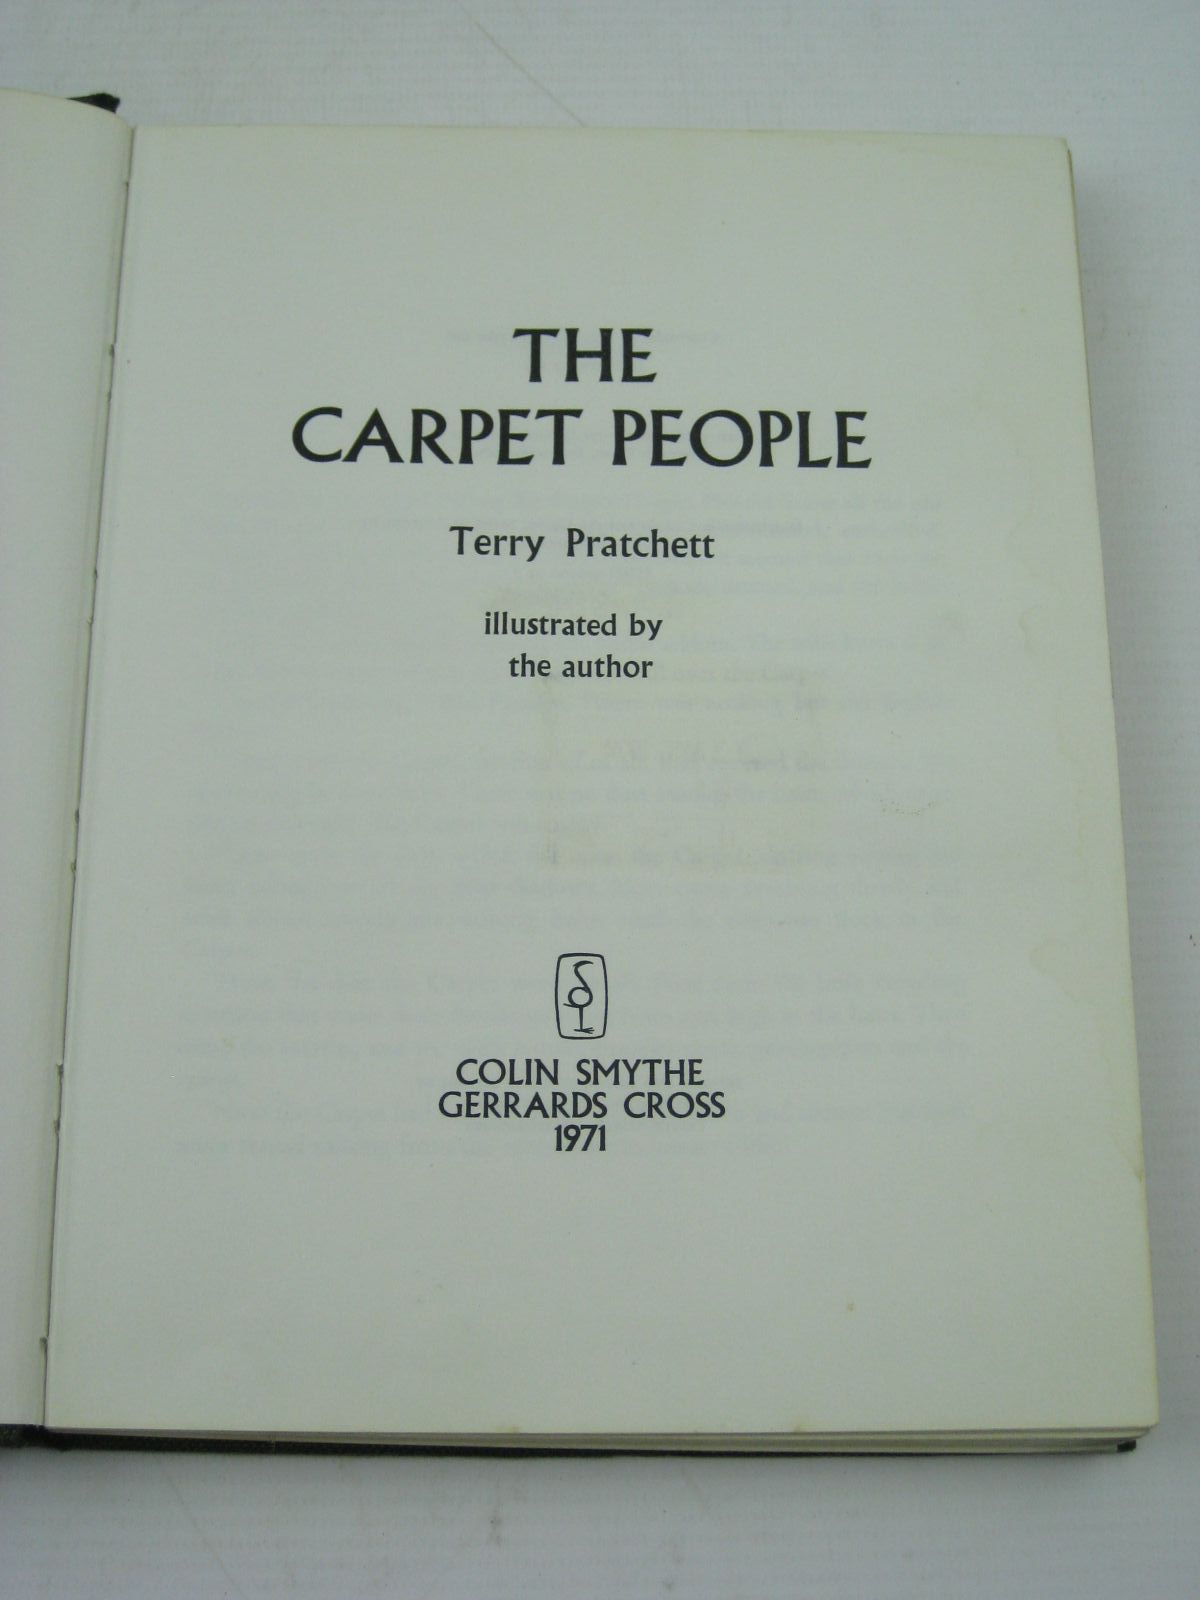 THE
CARPET PEOPLE
Terry Pratchett
illustrated by
the author
COLIN SMYTHE
GERRARDS CROSS
1971